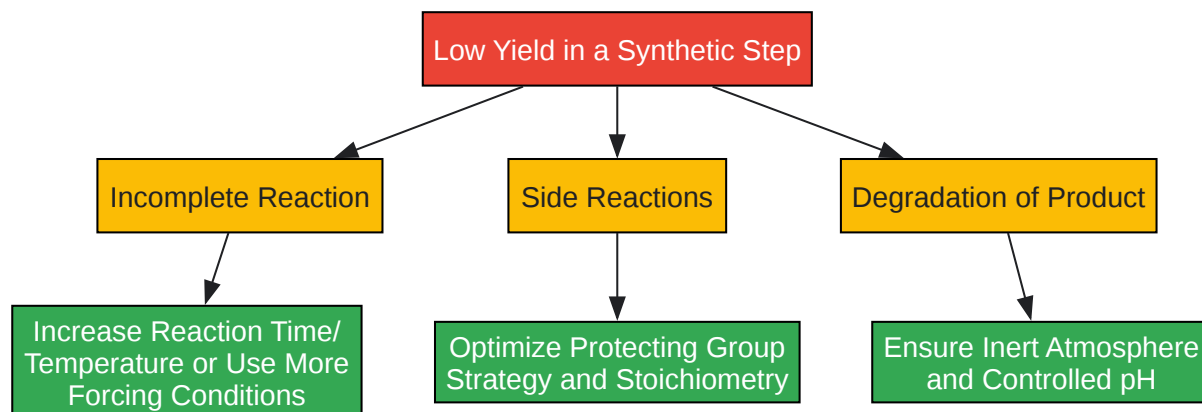 Low Yield in a Synthetic Step
Incomplete Reaction
Side Reactions
Degradation of Product
Increase Reaction Time/
Temperature or Use More
Forcing Conditions
Optimize Protecting Group
Strategy and Stoichiometry
Ensure Inert Atmosphere
and Controlled pH